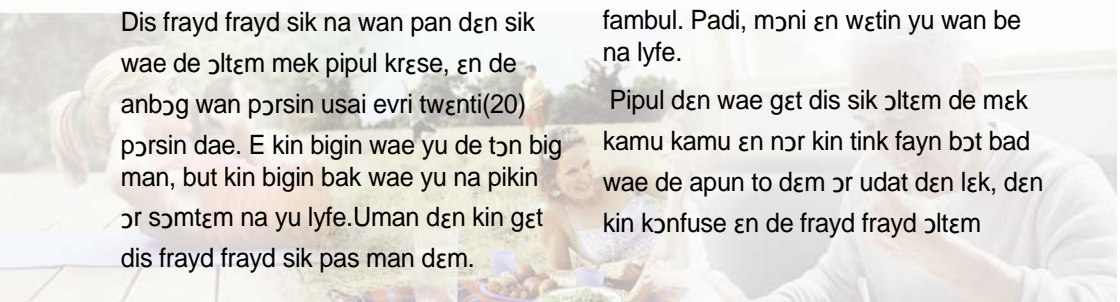 Dis frayd frayd sik na wan pan dɛn sik
wae de ɔltɛm mek pipul krɛse, ɛn de
anbɔg wan pɔrsin usai evri twɛnti(20)
pɔrsin dae. E kin bigin wae yu de tɔn big
man, but kin bigin bak wae yu na pikin
ɔr sɔmtɛm na yu lyfe.Uman dɛn kin gɛt
dis frayd frayd sik pas man dɛm.
fambul. Padi, mɔni ɛn wɛtin yu wan be
na lyfe.
Pipul dɛn wae gɛt dis sik ɔltɛm de mɛk
kamu kamu ɛn nɔr kin tink fayn bɔt bad
wae de apun to dɛm ɔr udat dɛn lɛk, dɛn
kin kɔnfuse ɛn de frayd frayd ɔltɛm